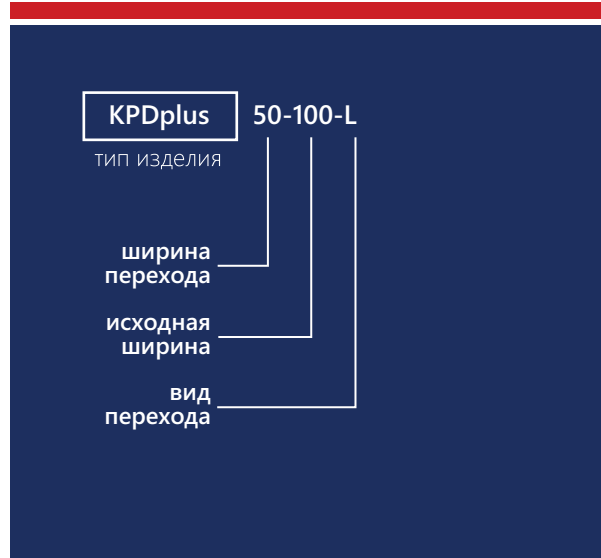 KPDplus 50-100-L
тип изделия
ширина
перехода
исходная
ширина
вид
перехода